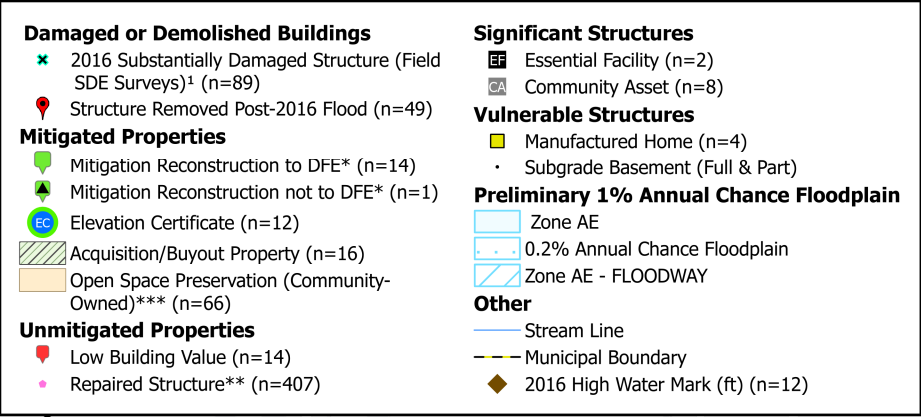 Damaged or Demolished Buildings
2016 Substantially Damaged Structure (Field
SDE Surveys)¹ (n=89)
Structure Removed Post-2016 Flood (n=49)
Mitigated Properties
Mitigation Reconstruction to DFE* (n=14)
Mitigation Reconstruction not to DFE* (n=1)
EC Elevation Certificate (n=12)
Acquisition/Buyout Property (n=16)
Open Space Preservation (Community-
Owned)*** (n=66)
Unmitigated Properties
Low Building Value (n=14)
Repaired Structure** (n=407)
Significant Structures
EF Essential Facility (n=2)
CA Community Asset (n=8)
Vulnerable Structures
Manufactured Home (n=4)
Subgrade Basement (Full & Part)
Preliminary 1% Annual Chance Floodplain
Zone AE
0.2% Annual Chance Floodplain
Zone AE - FLOODWAY
Other
Stream Line
Municipal Boundary
2016 High Water Mark (ft) (n=12)